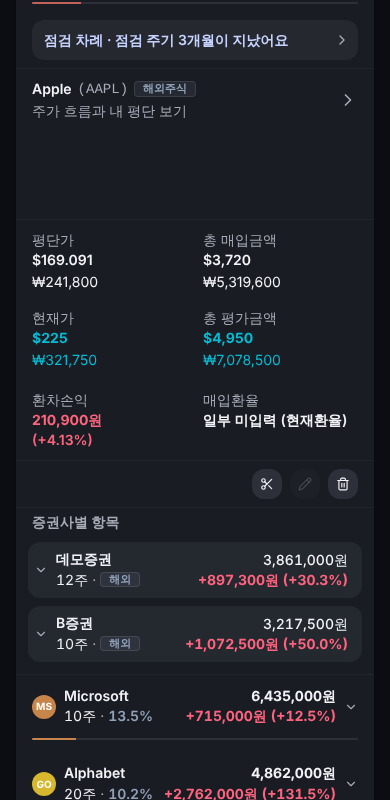 점검 차례 · 점검 주기 3개월이 지났어요
Apple (AAPL) 해외주식
주가 흐름과 내 평단 보기
평단가 총 매입금액
$169.091 $3,720
₩241,800 ₩5,319,600
현재가 총 평가금액
$225 $4,950
₩321,750 ₩7,078,500
환차손익 매입환율
210,900원 일부 미입력 (현재환율)
(+4.13%)
증권사별 항목
데모증권 3,861,000원
12주 · 해외 +897,300원 (+30.3%)
B증권 3,217,500원
10주 · 해외 +1,072,500원 (+50.0%)
MS Microsoft 6,435,000원
10주 · 13.5% +715,000원 (+12.5%)
GO Alphabet 4,862,000원
20주 · 10.2% +2,762,000원 (+131.5%)